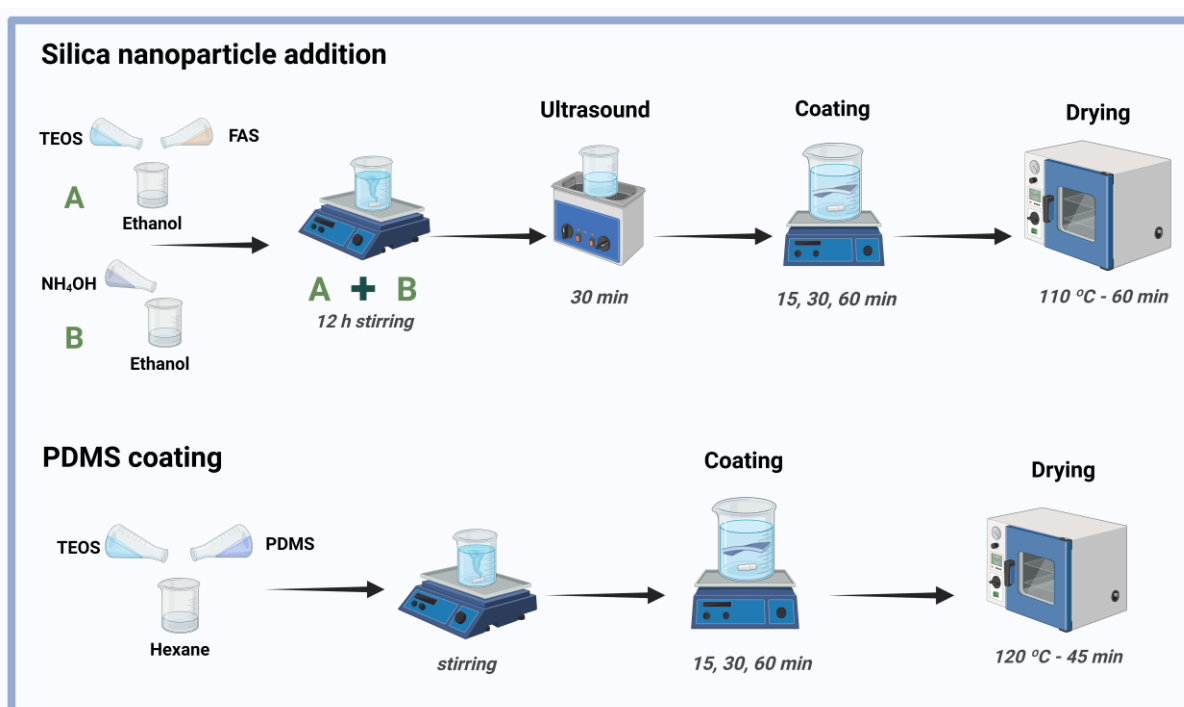 Silica nanoparticle addition
TEOS
FAS
A
Ethanol
NH₄OH
B
Ethanol
A + B
12 h stirring
Ultrasound
30 min
Coating
15, 30, 60 min
Drying
110 ºC - 60 min
PDMS coating
TEOS
PDMS
Hexane
stirring
Coating
15, 30, 60 min
Drying
120 ºC - 45 min